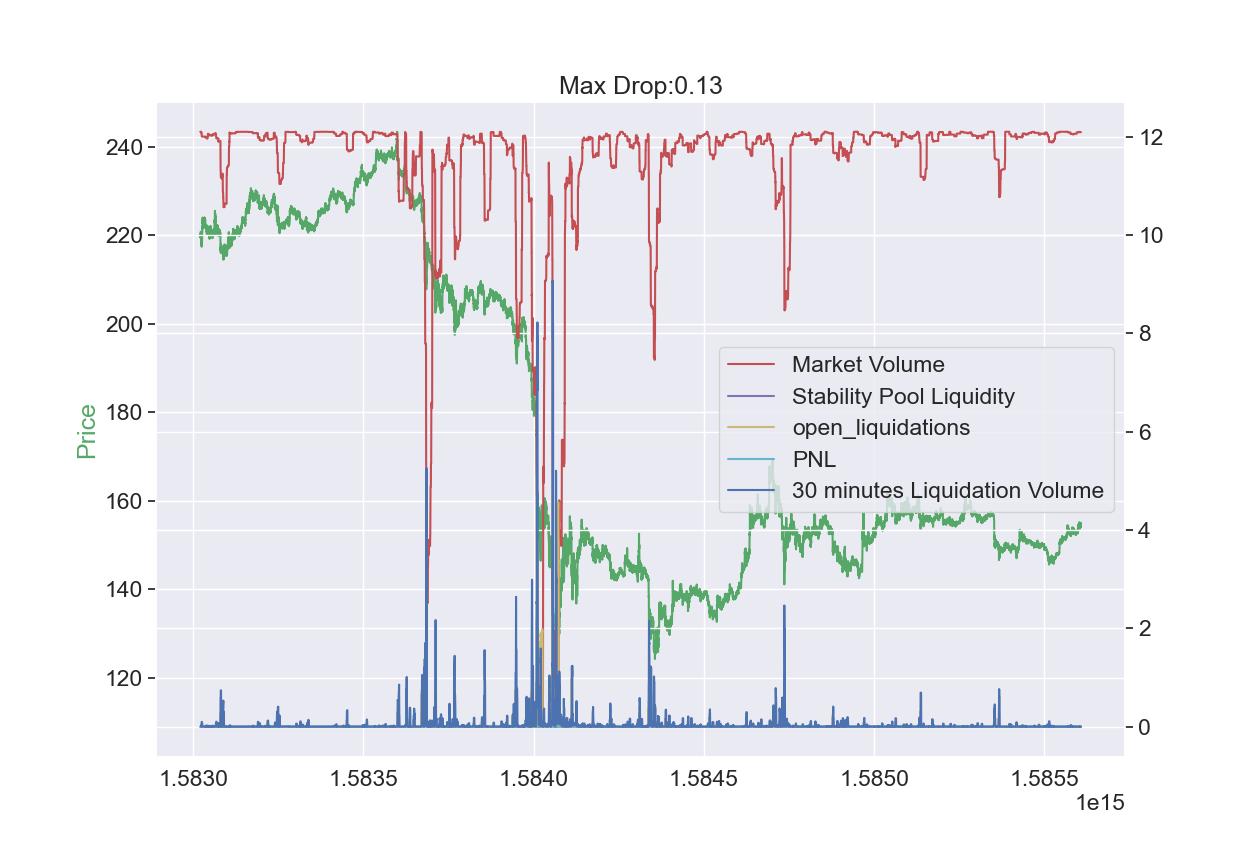 Max Drop:0.13
240
220
200
180
160
140
120
Price
12
10
8
6
4
2
0
Market Volume
Stability Pool Liquidity
open_liquidations
PNL
30 minutes Liquidation Volume
1.5830 1.5835 1.5840 1.5845 1.5850 1.5855
1e15